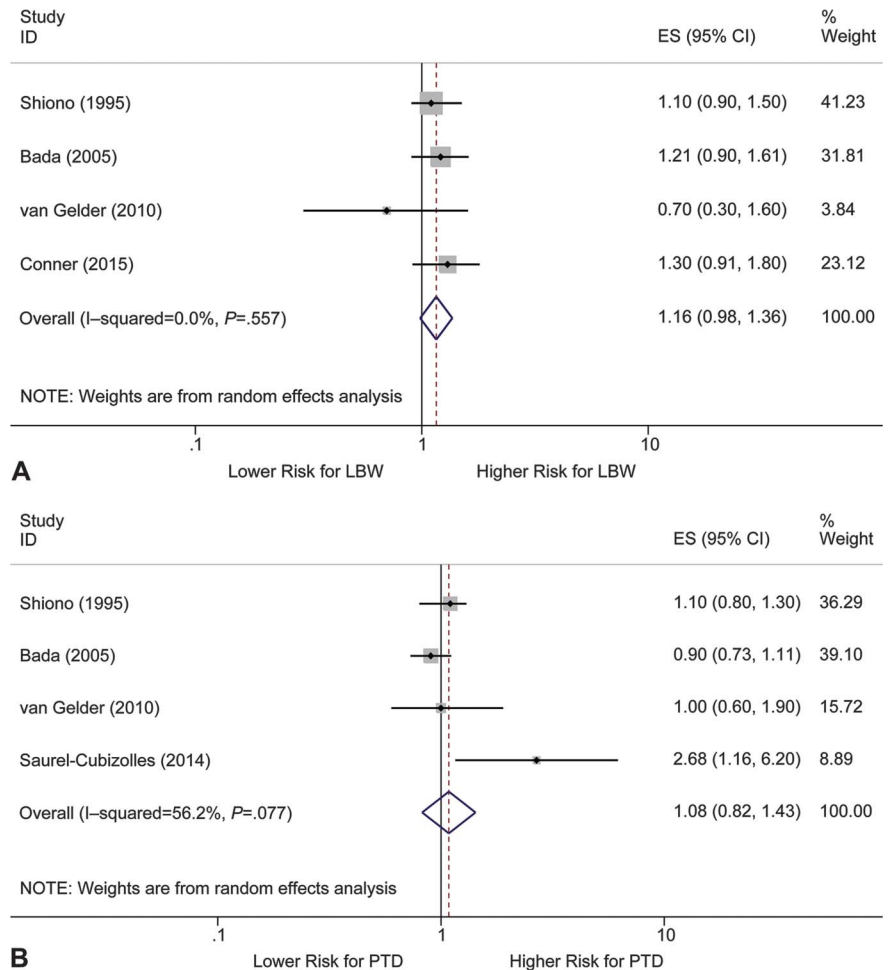 Study ID ES (95% CI) % Weight
Shiono (1995) 1.10 (0.90, 1.50) 41.23
Bada (2005) 1.21 (0.90, 1.61) 31.81
van Gelder (2010) 0.70 (0.30, 1.60) 3.84
Conner (2015) 1.30 (0.91, 1.80) 23.12
Overall (I–squared=0.0%, P=.557) 1.16 (0.98, 1.36) 100.00
NOTE: Weights are from random effects analysis
.1 1 10
A Lower Risk for LBW Higher Risk for LBW
Study ID ES (95% CI) % Weight
Shiono (1995) 1.10 (0.80, 1.30) 36.29
Bada (2005) 0.90 (0.73, 1.11) 39.10
van Gelder (2010) 1.00 (0.60, 1.90) 15.72
Saurel-Cubizolles (2014) 2.68 (1.16, 6.20) 8.89
Overall (I–squared=56.2%, P=.077) 1.08 (0.82, 1.43) 100.00
NOTE: Weights are from random effects analysis
.1 1 10
B Lower Risk for PTD Higher Risk for PTD